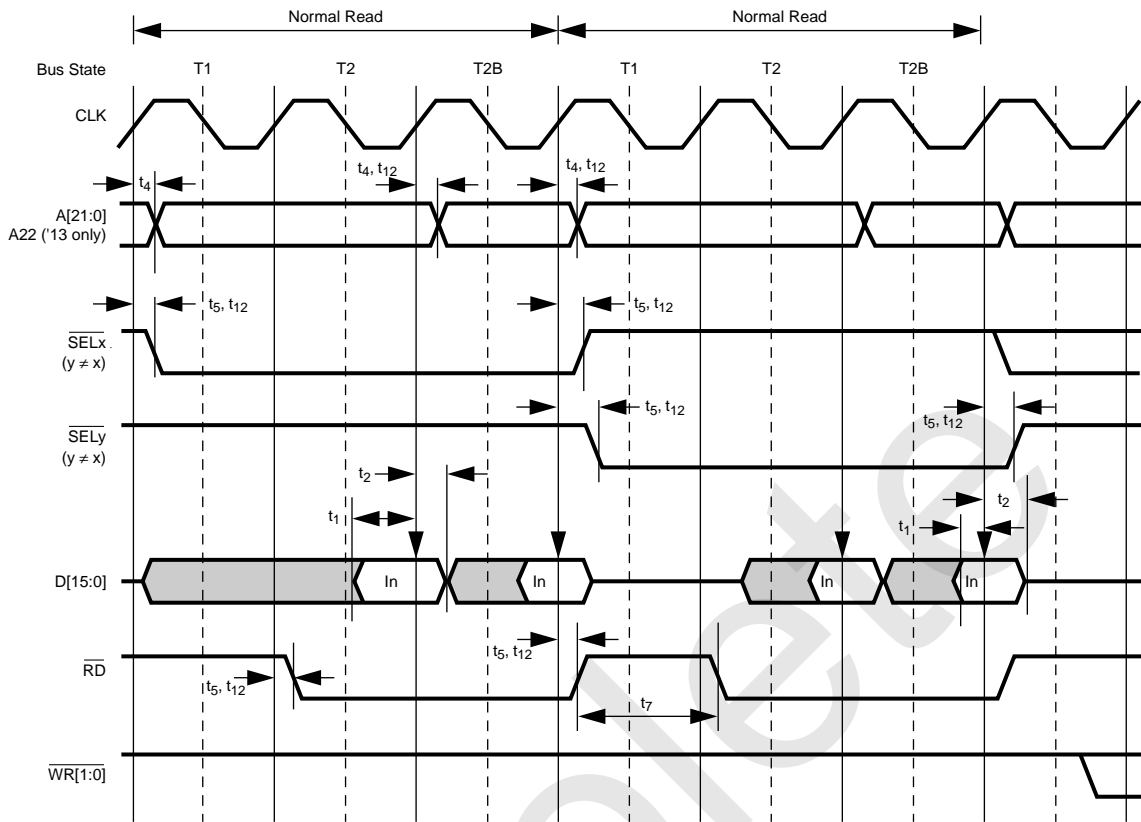 Normal Read Normal Read
Bus State T1 T2 T2B T1 T2 T2B
CLK
t4 t4, t12 t4, t12
A[21:0]
A22 ('13 only)
t5, t12 t5, t12
SELx
(y ≠ x)
t5, t12 t5, t12
SELy
(y ≠ x)
t2 t2
t1 t1
D[15:0] In In In In
t5, t12
RD
t5, t12
t7
WR[1:0]